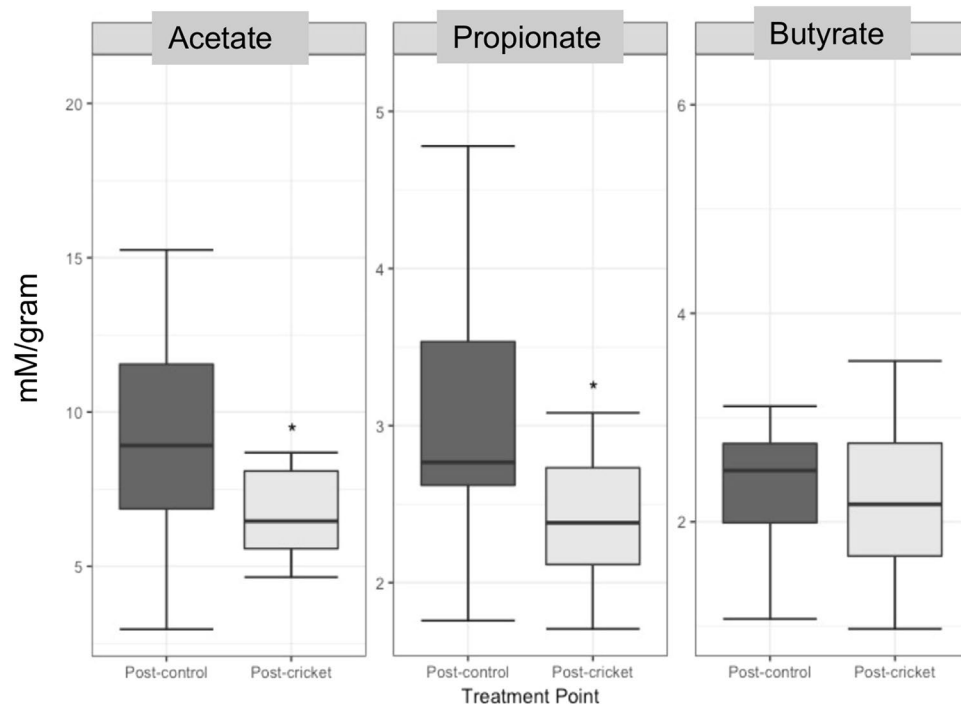 Acetate
Propionate
Butyrate
mM/gram
20
15
10
5
*
Post-control
Post-cricket
5
4
3
2
*
Post-control
Post-cricket
6
4
2
Post-control
Post-cricket
Treatment Point